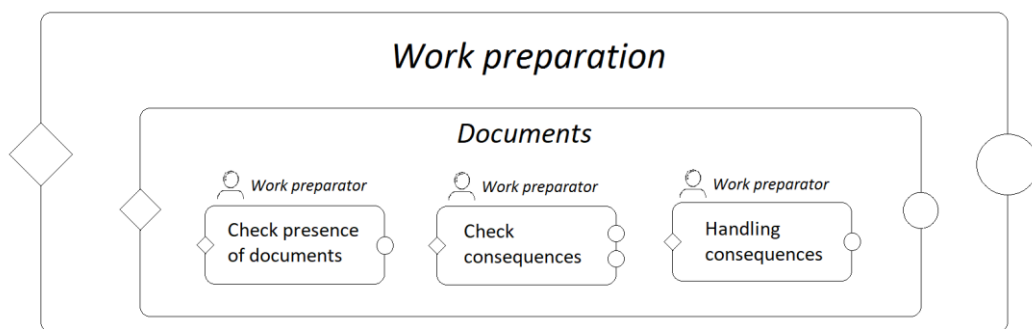 Work preparation
Documents
Work preparator
Work preparator
Work preparator
Check presence
of documents
Check
consequences
Handling
consequences